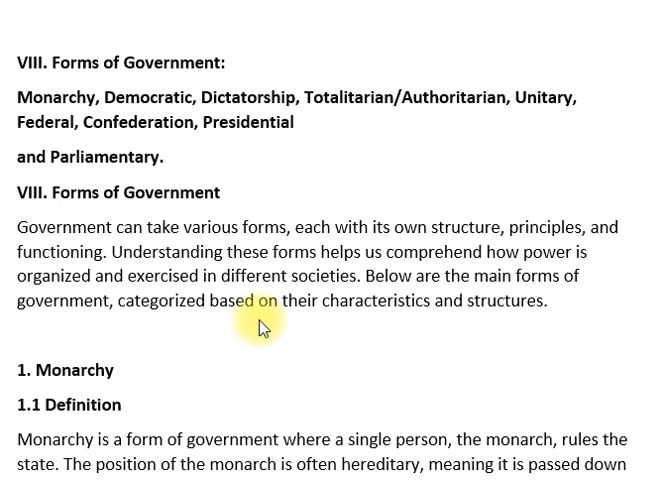 VIII. Forms of Government:
Monarchy, Democratic, Dictatorship, Totalitarian/Authoritarian, Unitary,
Federal, Confederation, Presidential
and Parliamentary.
VIII. Forms of Government
Government can take various forms, each with its own structure, principles, and
functioning. Understanding these forms helps us comprehend how power is
organized and exercised in different societies. Below are the main forms of
government, categorized based on their characteristics and structures.
1. Monarchy
1.1 Definition
Monarchy is a form of government where a single person, the monarch, rules the
state. The position of the monarch is often hereditary, meaning it is passed down